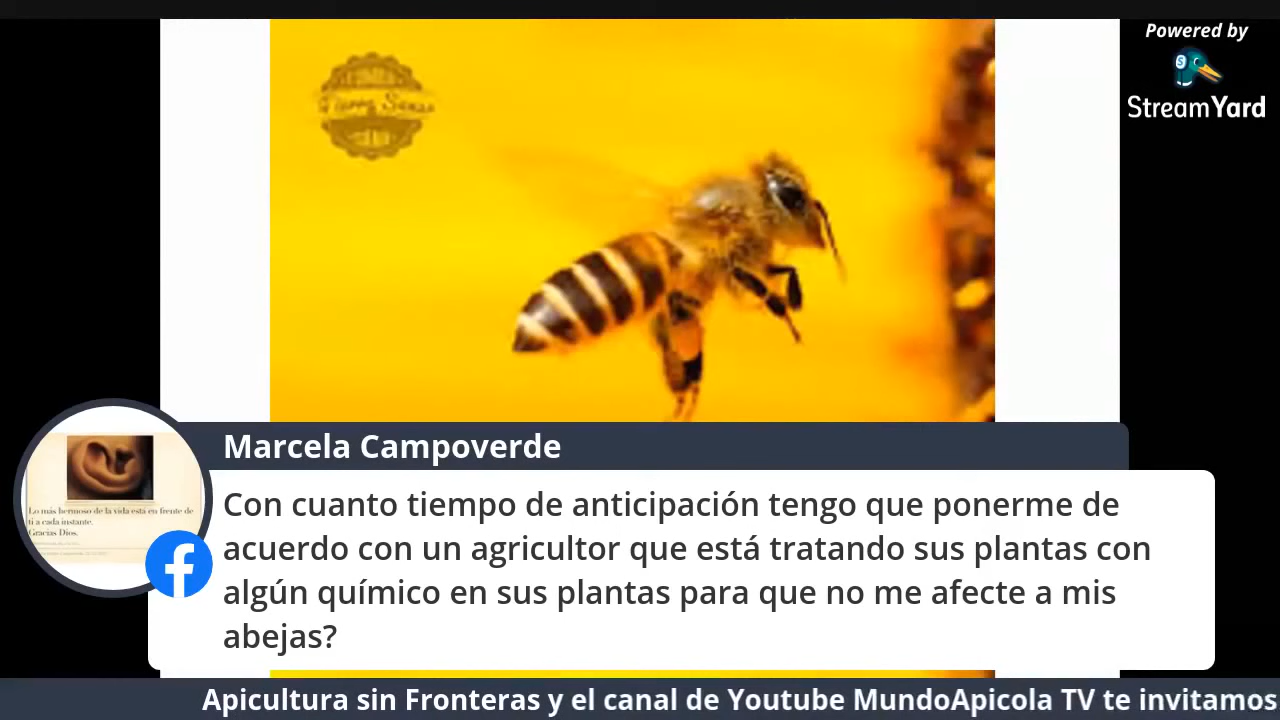 Powered by
StreamYard
Marcela Campoverde
Con cuanto tiempo de anticipación tengo que ponerme de
acuerdo con un agricultor que está tratando sus plantas con
algún químico en sus plantas para que no me afecte a mis
abejas?
Lo más hermoso de la vida está en frente de
ti a cada instante.
Gracias Dios.
Apicultura sin Fronteras y el canal de Youtube MundoApicola TV te invitamos